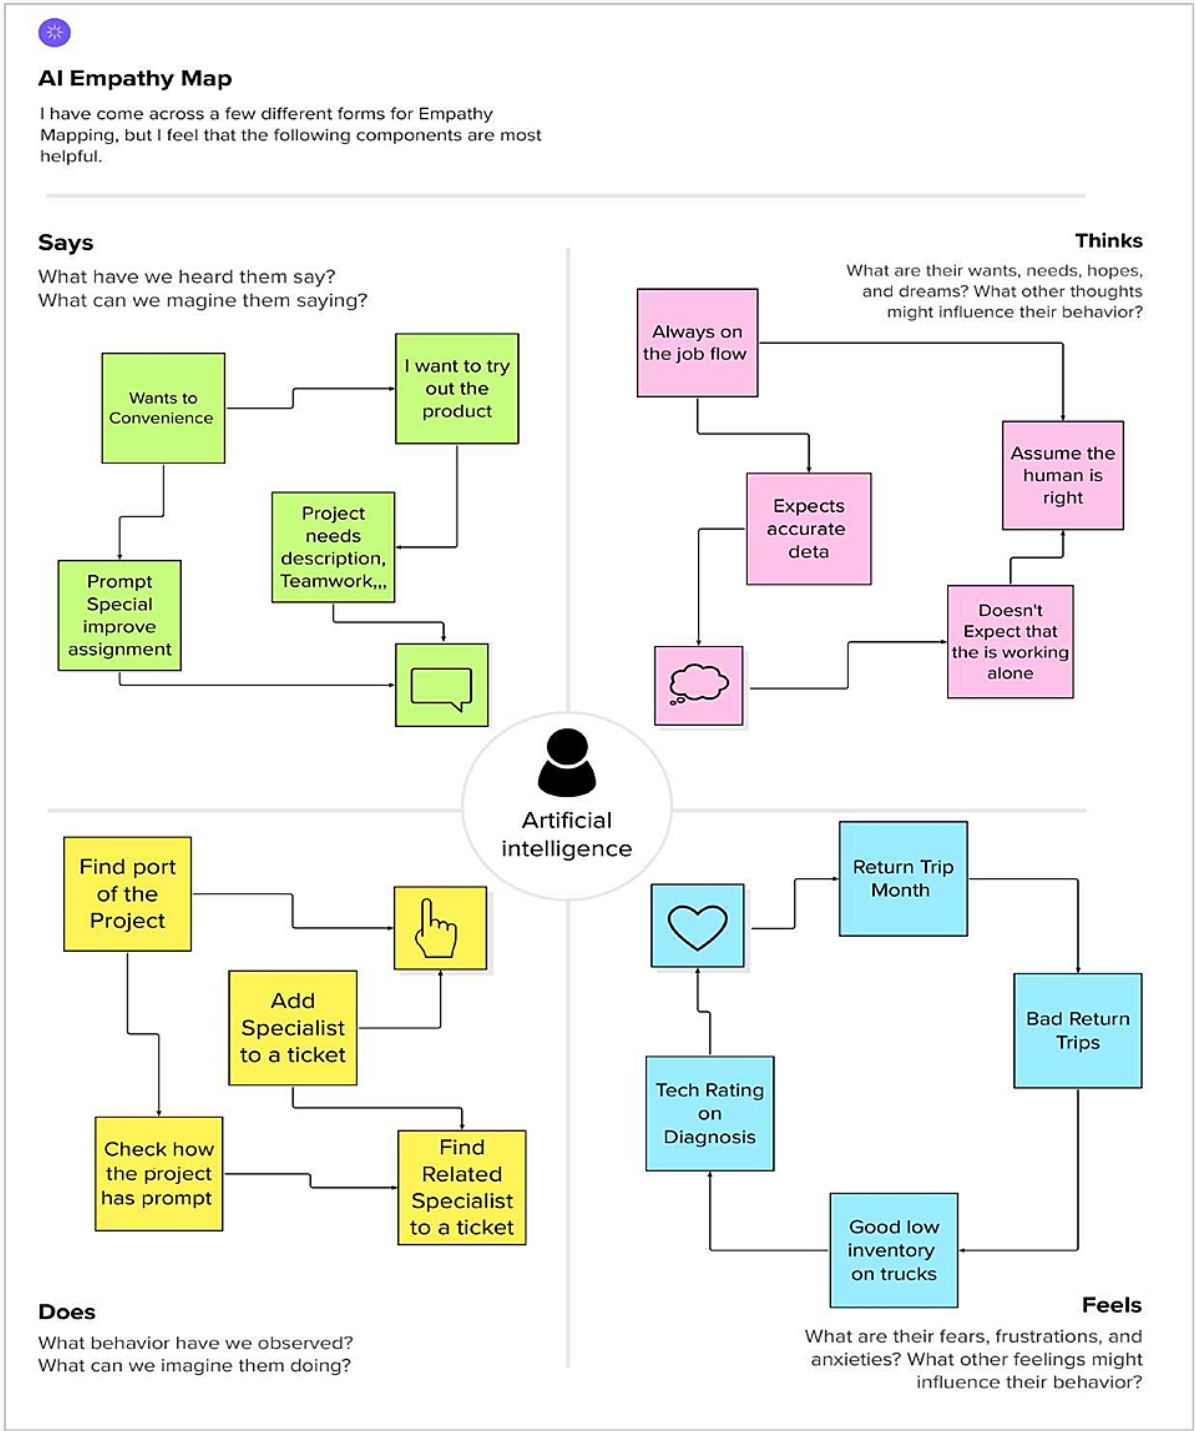 AI Empathy Map
I have come across a few different forms for Empathy
Mapping, but I feel that the following components are most
helpful.
Says
What have we heard them say?
What can we magine them saying?
Wants to
Convenience
I want to try
out the
product
Project
needs
description,
Teamwork,,,
Prompt
Special
improve
assignment
Thinks
What are their wants, needs, hopes,
and dreams? What other thoughts
might influence their behavior?
Always on
the job flow
Assume the
human is
right
Expects
accurate
deta
Doesn't
Expect that
the is working
alone
Artificial
intelligence
Find port
of the
Project
Add
Specialist
to a ticket
Check how
the project
has prompt
Find
Related
Specialist
to a ticket
Does
What behavior have we observed?
What can we imagine them doing?
Return Trip
Month
Bad Return
Trips
Tech Rating
on
Diagnosis
Good low
inventory
on trucks
Feels
What are their fears, frustrations, and
anxieties? What other feelings might
influence their behavior?